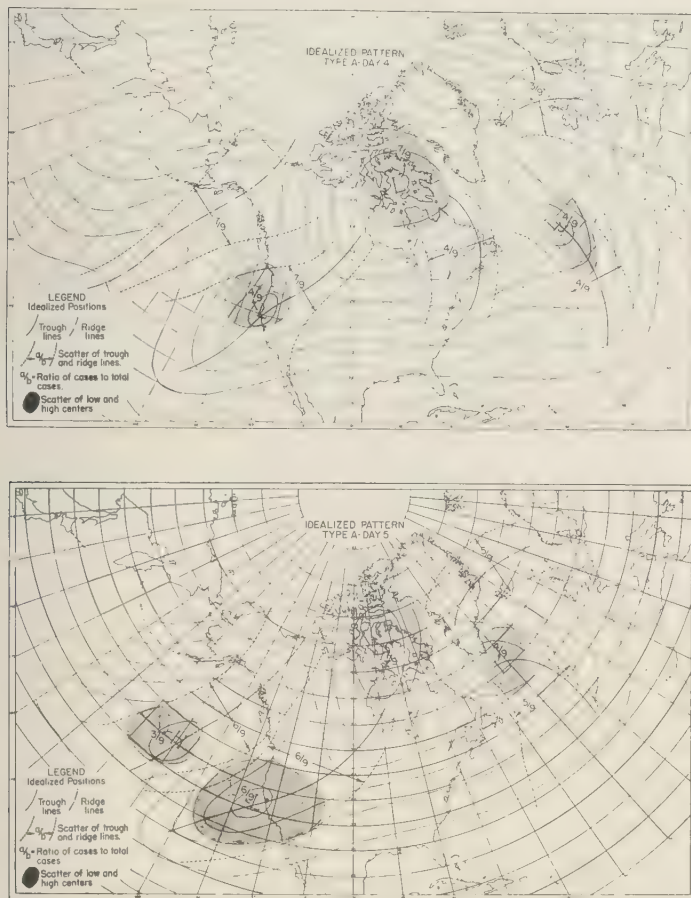 IDEALIZED PATTERN
TYPE A-DAY 4
7/9
4/9
4/9
4/9
4/9
LEGEND
Idealized Positions
Trough lines
Ridge lines
a/b Scatter of trough and ridge lines.
a/b = Ratio of cases to total cases.
Scatter of low and high centers
IDEALIZED PATTERN
TYPE A-DAY 5
3/9
6/9
6/9
6/9
LEGEND
Idealized Positions
Trough lines
Ridge lines
a/b Scatter of trough and ridge lines.
a/b = Ratio of cases to total cases
Scatter of low and high centers